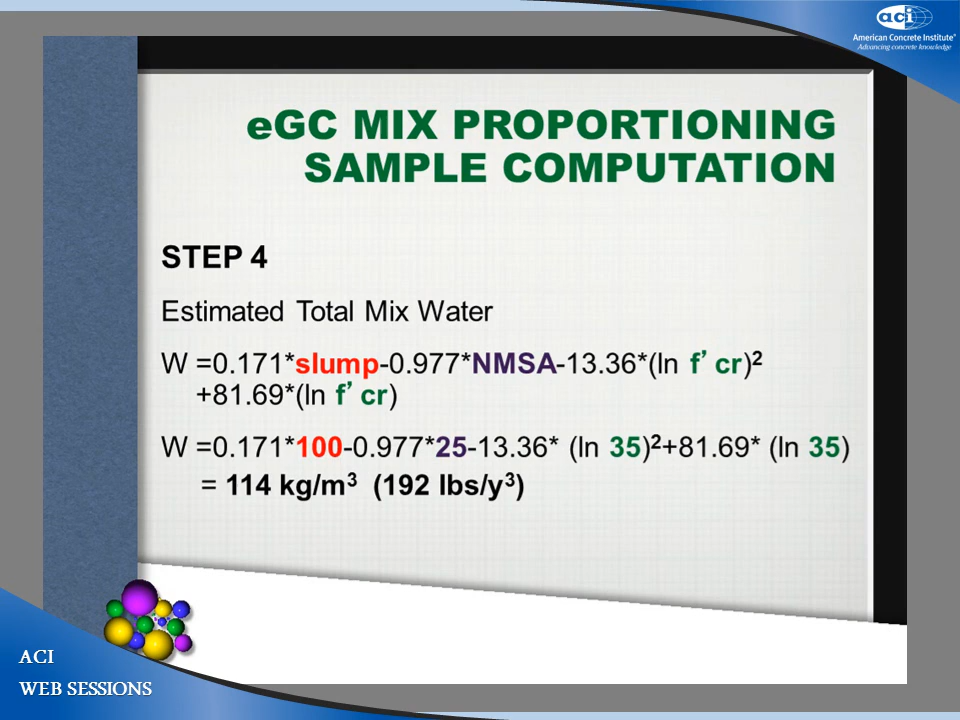 aci
American Concrete Institute®
Advancing concrete knowledge
eGC MIX PROPORTIONING
SAMPLE COMPUTATION
STEP 4
Estimated Total Mix Water
W =0.171*slump-0.977*NMSA-13.36*(ln f’ cr)²
+81.69*(ln f’ cr)
W =0.171*100-0.977*25-13.36* (ln 35)²+81.69* (ln 35)
= 114 kg/m³ (192 lbs/y³)
ACI
WEB SESSIONS